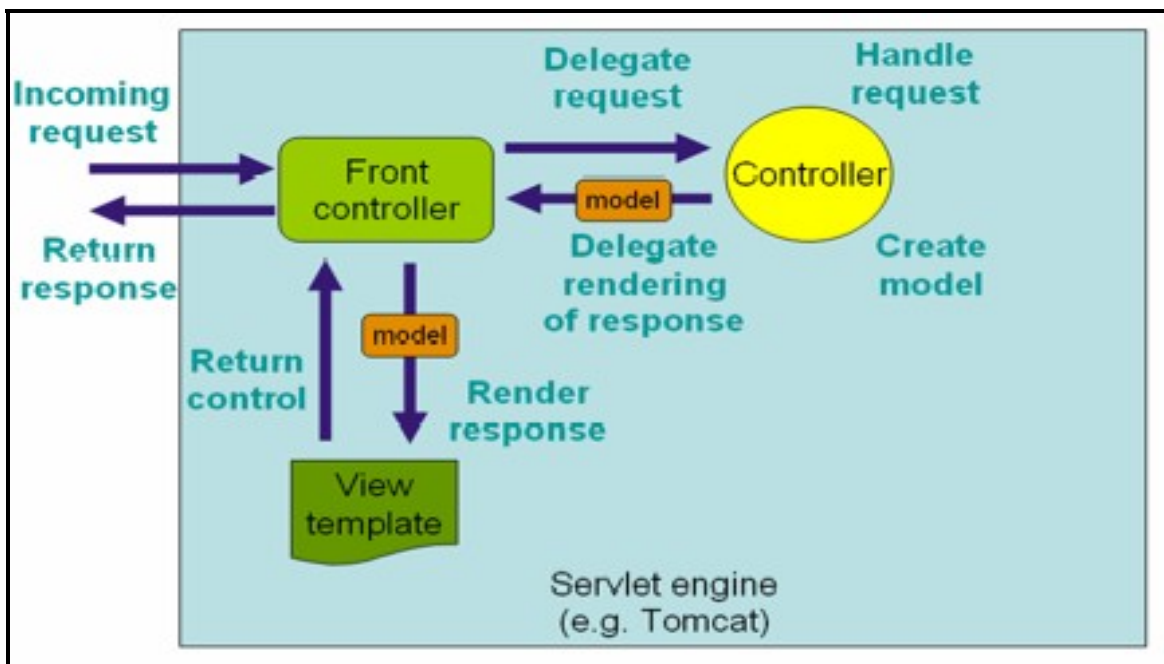 Incoming
request
Return
response
Front
controller
Delegate
request
Handle
request
Controller
model
Delegate
rendering
of response
Create
model
model
Return
control
Render
response
View
template
Servlet engine
(e.g. Tomcat)